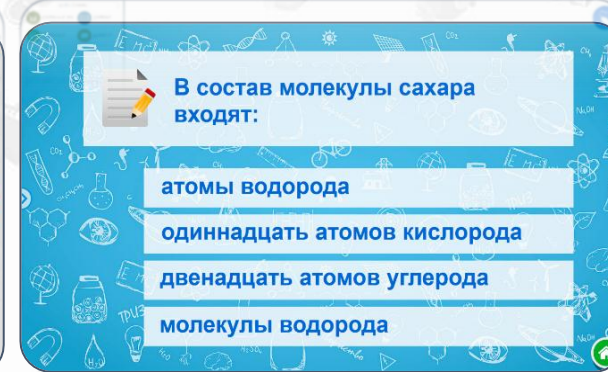 В состав молекулы сахара
входят:
атомы водорода
одиннадцать атомов кислорода
двенадцать атомов углерода
молекулы водорода